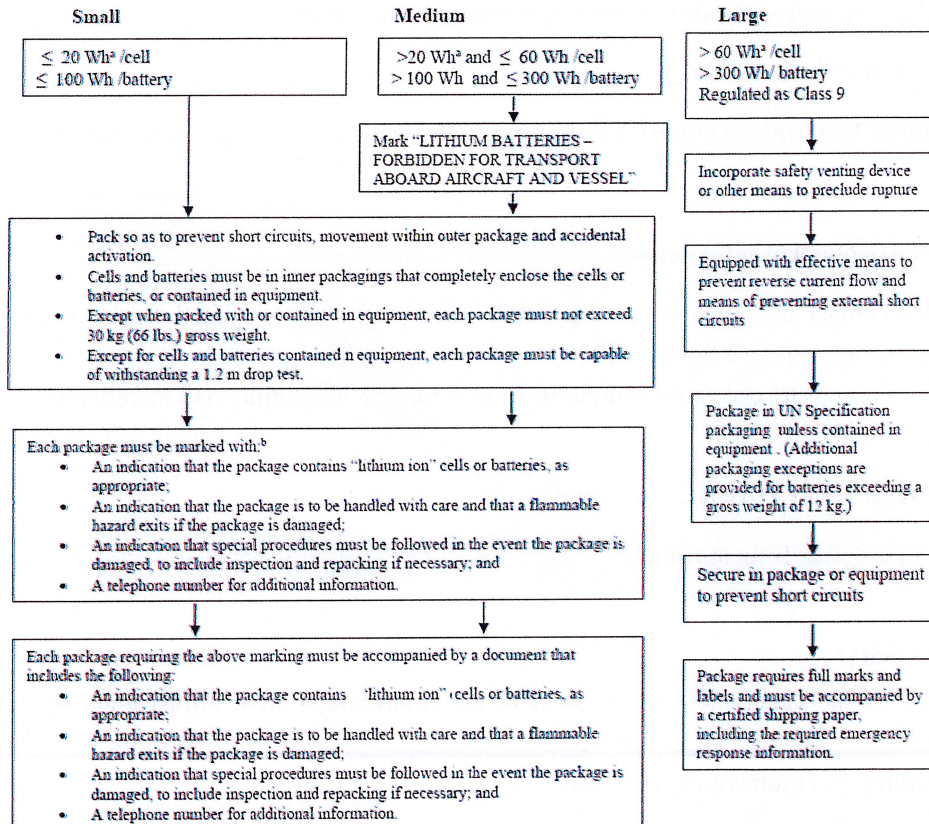 Small
≤ 20 Whᵃ /cell
≤ 100 Wh /battery
Medium
>20 Whᵃ and ≤ 60 Wh /cell
> 100 Wh and ≤ 300 Wh /battery
Mark "LITHIUM BATTERIES –
FORBIDDEN FOR TRANSPORT
ABOARD AIRCRAFT AND VESSEL"
• Pack so as to prevent short circuits, movement within outer package and accidental
activation.
• Cells and batteries must be in inner packagings that completely enclose the cells or
batteries, or contained in equipment.
• Except when packed with or contained in equipment, each package must not exceed
30 kg (66 lbs.) gross weight.
• Except for cells and batteries contained n equipment, each package must be capable
of withstanding a 1.2 m drop test.
Each package must be marked with:ᵇ
• An indication that the package contains "lithium ion" cells or batteries, as
appropriate;
• An indication that the package is to be handled with care and that a flammable
hazard exits if the package is damaged;
• An indication that special procedures must be followed in the event the package is
damaged, to include inspection and repacking if necessary; and
• A telephone number for additional information.
Each package requiring the above marking must be accompanied by a document that
includes the following:
• An indication that the package contains "lithium ion" cells or batteries, as
appropriate;
• An indication that the package is to be handled with care and that a flammable
hazard exits if the package is damaged;
• An indication that special procedures must be followed in the event the package is
damaged, to include inspection and repacking if necessary; and
• A telephone number for additional information.
Large
> 60 Whᵃ /cell
> 300 Wh/ battery
Regulated as Class 9
Incorporate safety venting device
or other means to preclude rupture
Equipped with effective means to
prevent reverse current flow and
means of preventing external short
circuits
Package in UN Specification
packaging unless contained in
equipment . (Additional
packaging exceptions are
provided for batteries exceeding a
gross weight of 12 kg.)
Secure in package or equipment
to prevent short circuits
Package requires full marks and
labels and must be accompanied by
a certified shipping paper,
including the required emergency
response information.